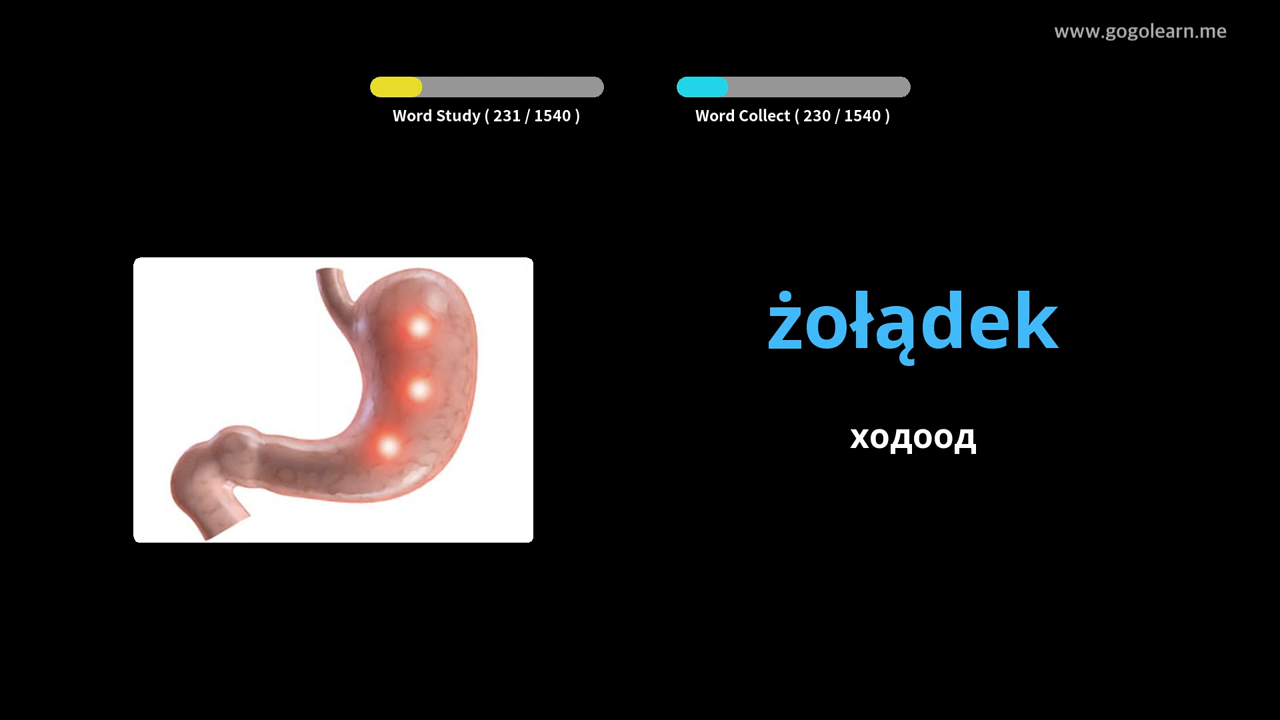 www.gogolearn.me
Word Study ( 231 / 1540 )
Word Collect ( 230 / 1540 )
żołądek
ходоод